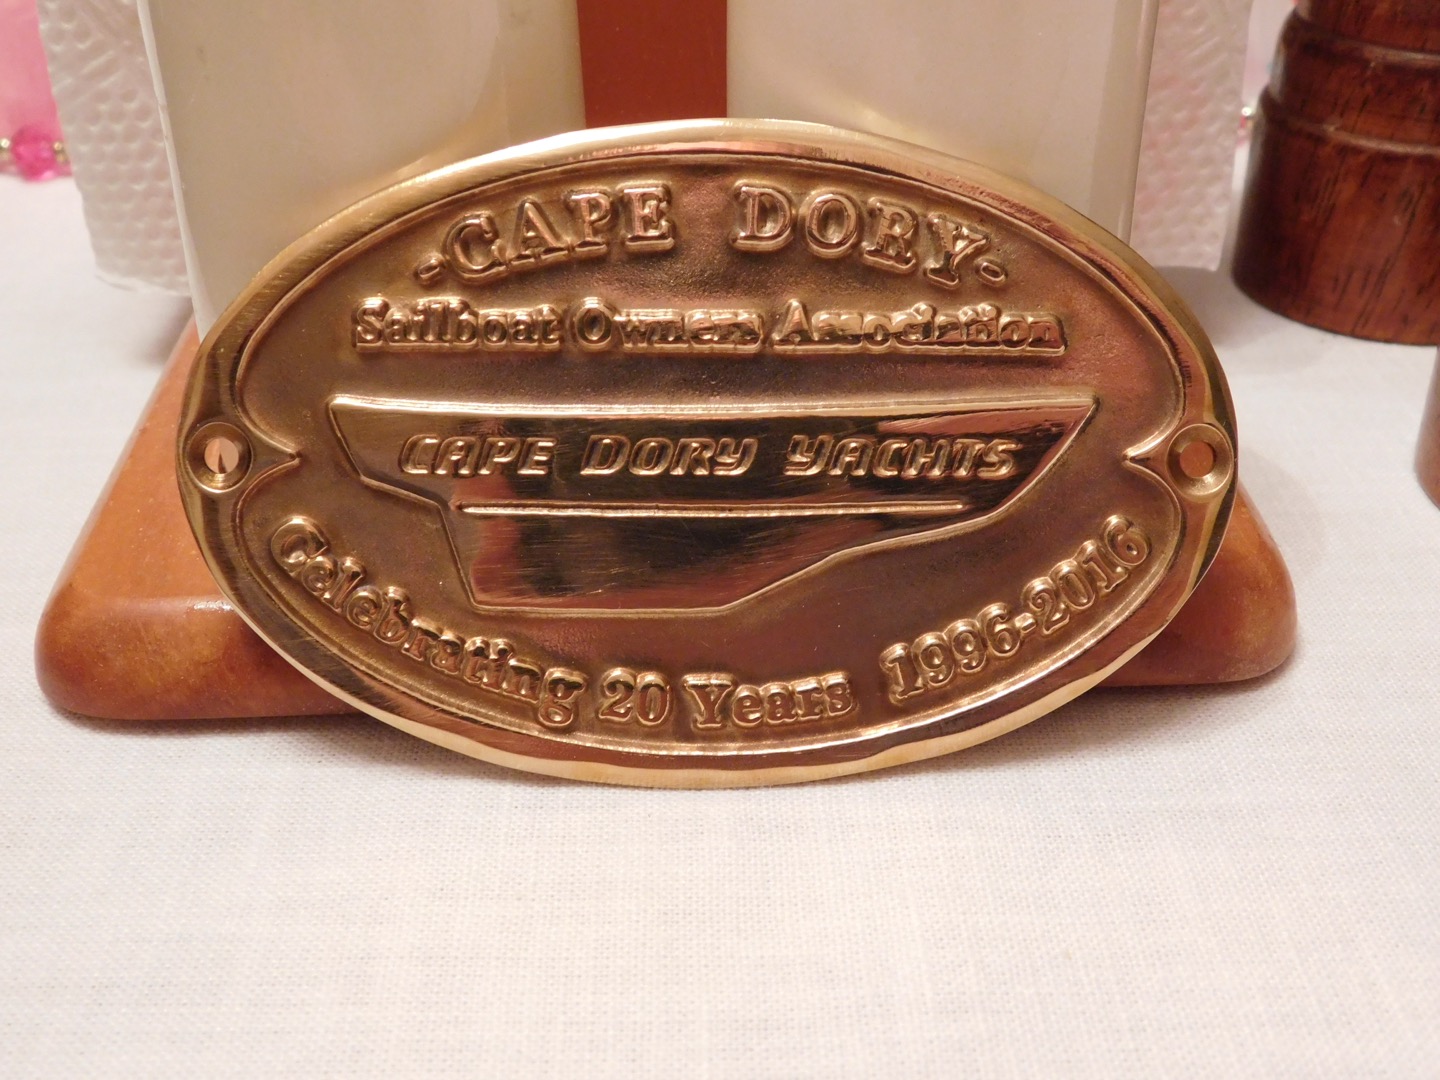 -CAPE DORY-
Sailboat Owners Association
CAPE DORY YACHTS
Celebrating 20 Years 1996-2016